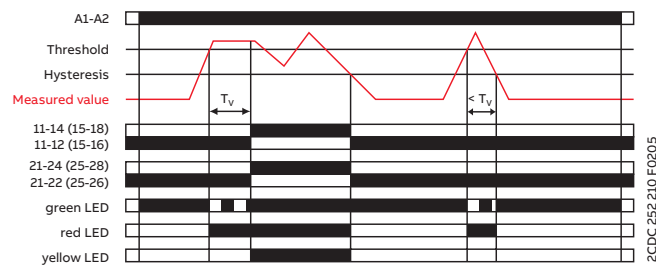 A1-A2
Threshold
Hysteresis
Measured value
Tv
< Tv
11-14 (15-18)
11-12 (15-16)
21-24 (25-28)
21-22 (25-26)
green LED
red LED
yellow LED
2CDC 252 210 F0205